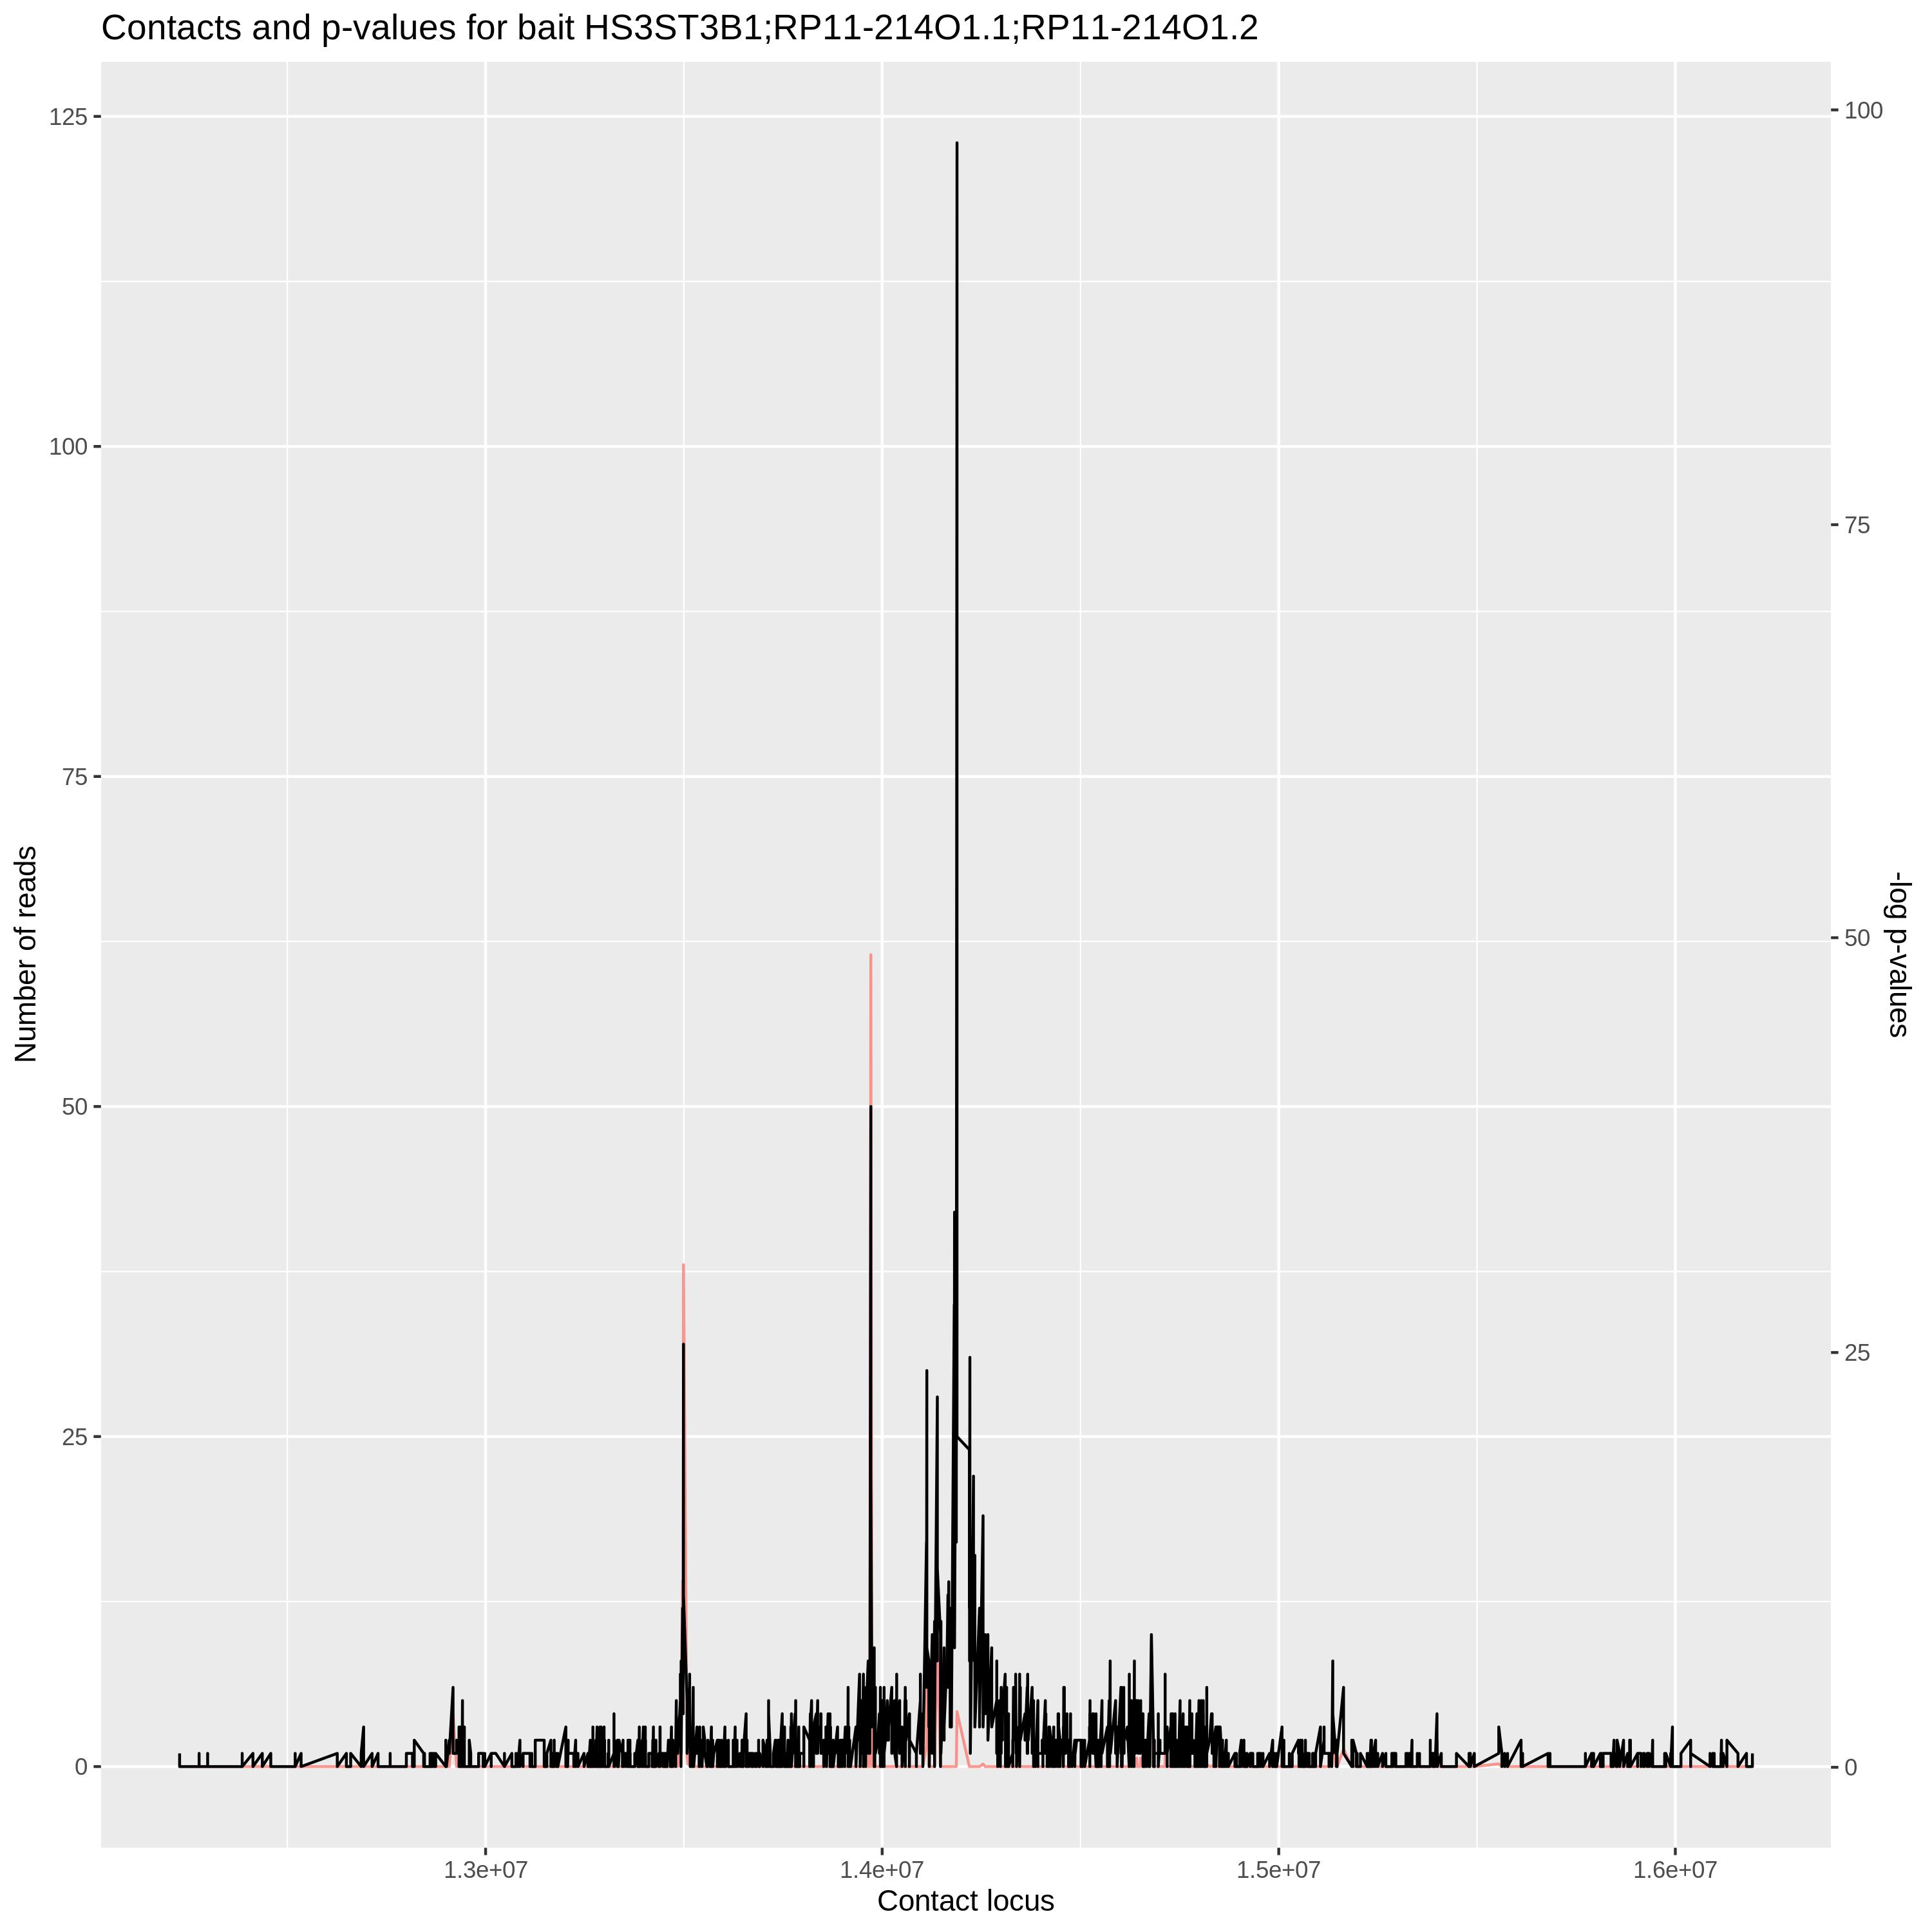 Contacts and p-values for bait HS3ST3B1;RP11-214O1.1;RP11-214O1.2
125
100
75
50
25
0
Number of reads
100
75
50
25
0
-log p-values
1.3e+07
1.4e+07
1.5e+07
1.6e+07
Contact locus